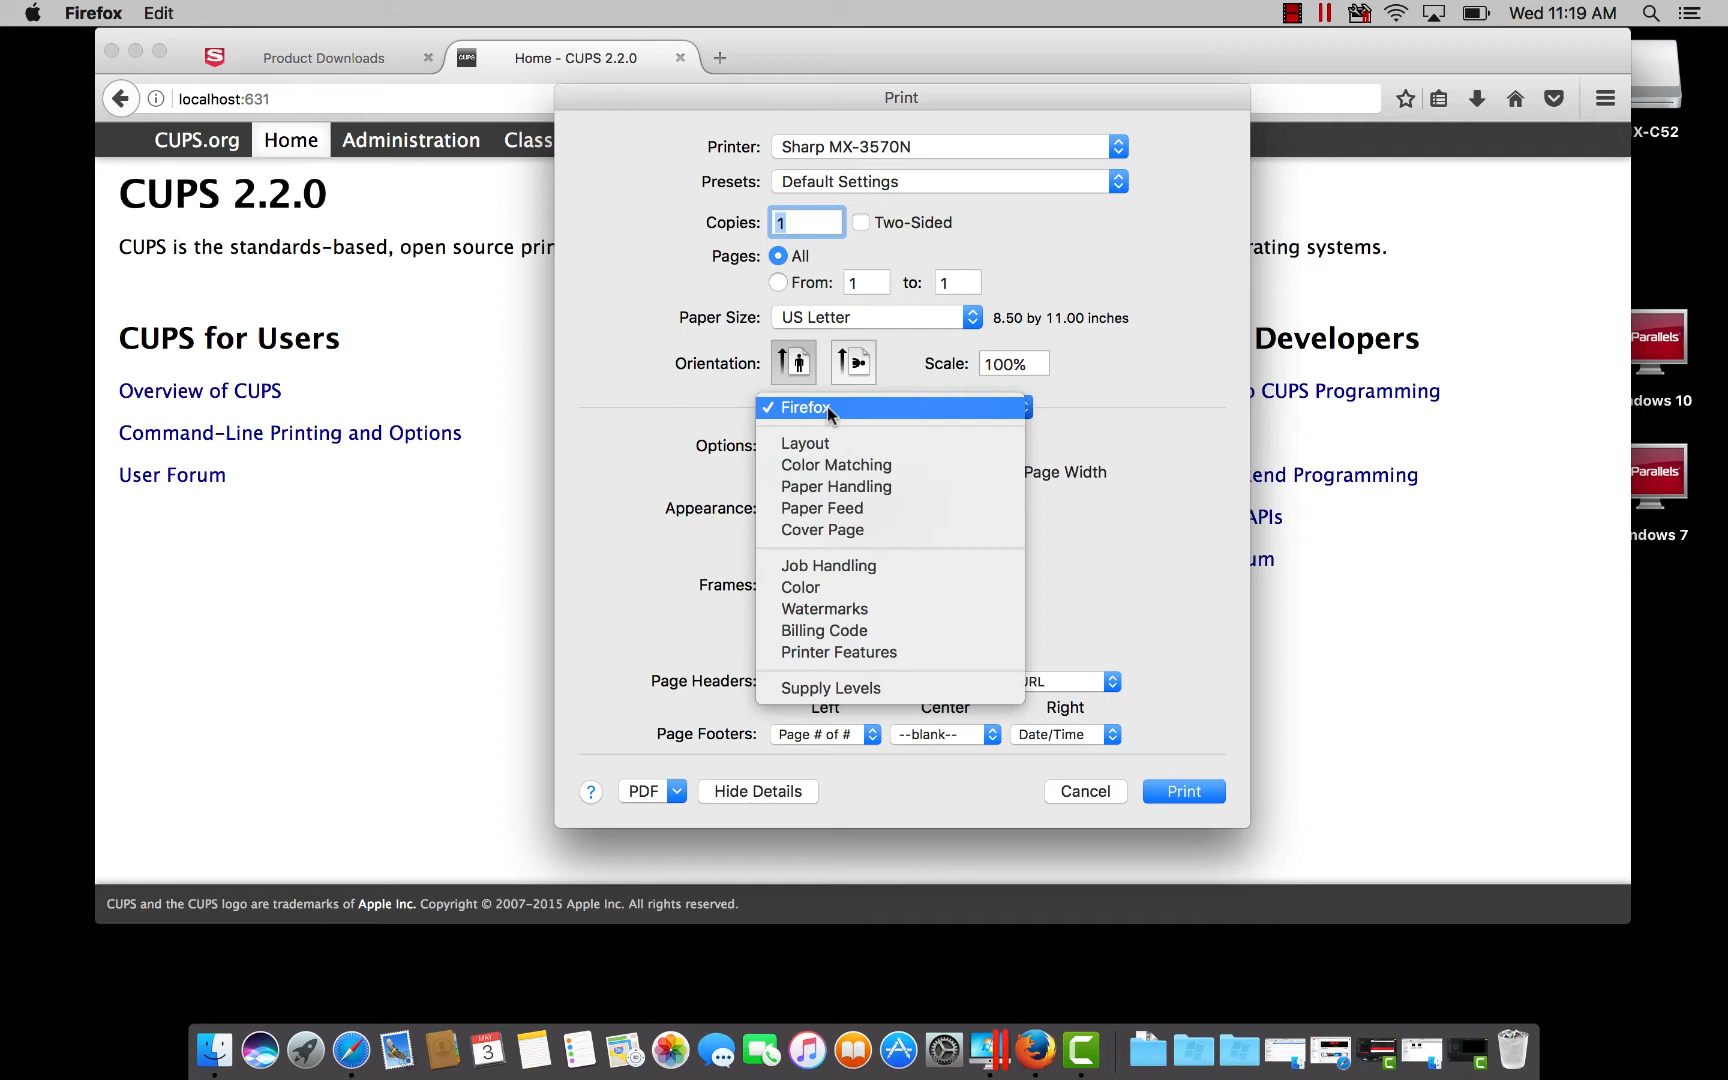 Firefox Edit Wed 11:19 AM
Product Downloads Home - CUPS 2.2.0
CUPS
localhost:631
Print
CUPS.org Home Administration Class
X-C52
Printer: Sharp MX-3570N
Presets: Default Settings
CUPS 2.2.0
Copies: 1 Two-Sided
CUPS is the standards-based, open source prin ating systems.
Pages: All
From: 1 to: 1
Paper Size: US Letter 8.50 by 11.00 inches
CUPS for Users Developers
Parallels
Orientation: Scale: 100%
Overview of CUPS CUPS Programming
ndows 10
✓ Firefox
Command-Line Printing and Options
Options: Layout
Color Matching Page Width
Parallels
User Forum end Programming
Paper Handling
Appearance: Paper Feed
APIs
Cover Page
ndows 7
um
Job Handling
Frames: Color
Watermarks
Billing Code
Printer Features
Page Headers: Supply Levels URL
Left Center Right
Page Footers: Page # of # --blank-- Date/Time
? PDF Hide Details Cancel Print
CUPS and the CUPS logo are trademarks of Apple Inc. Copyright © 2007-2015 Apple Inc. All rights reserved.
MAY
3